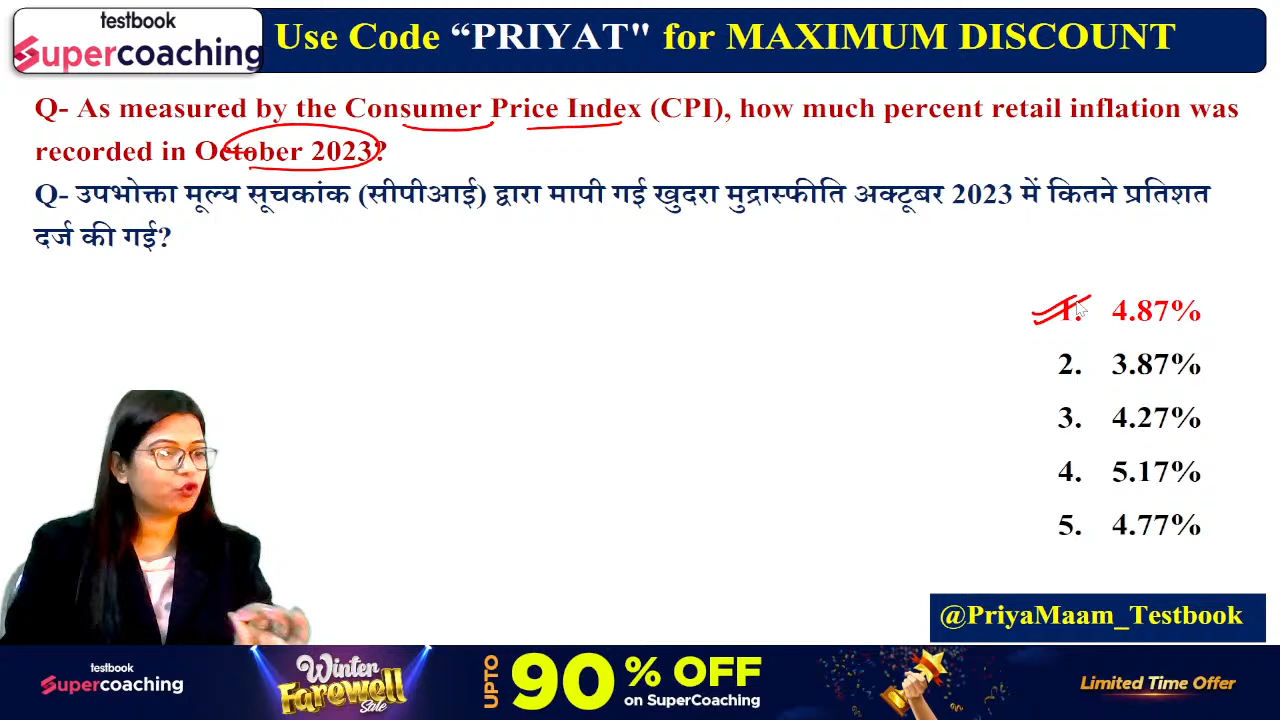 testbook
Supercoaching
Use Code “PRIYAT" for MAXIMUM DISCOUNT
Q- As measured by the Consumer Price Index (CPI), how much percent retail inflation was
recorded in October 2023?
Q- उपभोक्ता मूल्य सूचकांक (सीपीआई) द्वारा मापी गई खुदरा मुद्रास्फीति अक्टूबर 2023 में कितने प्रतिशत
दर्ज की गई?
1. 4.87%
2. 3.87%
3. 4.27%
4. 5.17%
5. 4.77%
@PriyaMaam_Testbook
testbook
Supercoaching
Winter
Farewell
Sale
UPTO
90% OFF
on SuperCoaching
Limited Time Offer